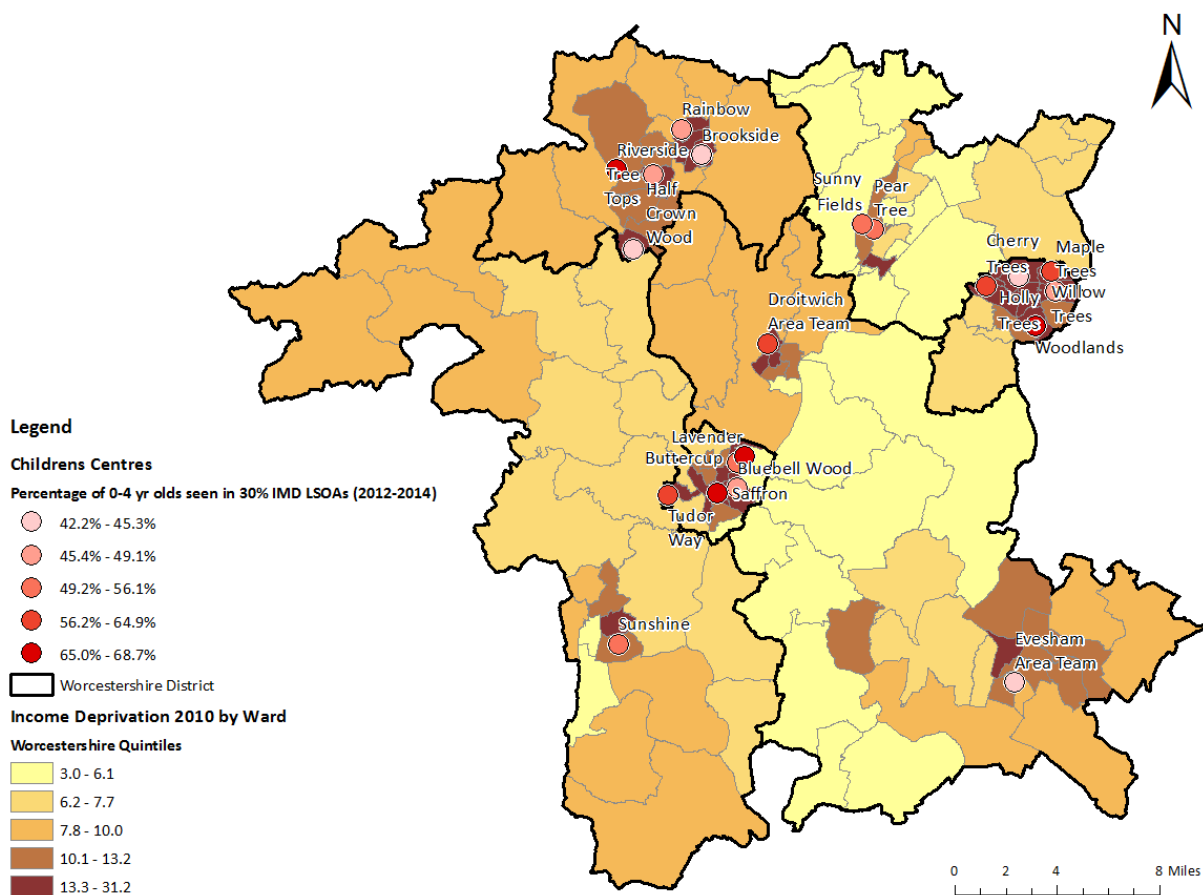 N
Rainbow
Brookside
Riverside
Tree
Tops
Half
Crown
Wood
Sunny
Fields
Pear
Tree
Cherry
Trees
Maple
Trees
Holly
Trees
Willow
Trees
Woodlands
Droitwich
Area Team
Lavender
Buttercup
Bluebell Wood
Saffron
Tudor
Way
Sunshine
Evesham
Area Team
Legend
Childrens Centres
Percentage of 0-4 yr olds seen in 30% IMD LSOAs (2012-2014)
42.2% - 45.3%
45.4% - 49.1%
49.2% - 56.1%
56.2% - 64.9%
65.0% - 68.7%
Worcestershire District
Income Deprivation 2010 by Ward
Worcestershire Quintiles
3.0 - 6.1
6.2 - 7.7
7.8 - 10.0
10.1 - 13.2
13.3 - 31.2
0 2 4 8 Miles